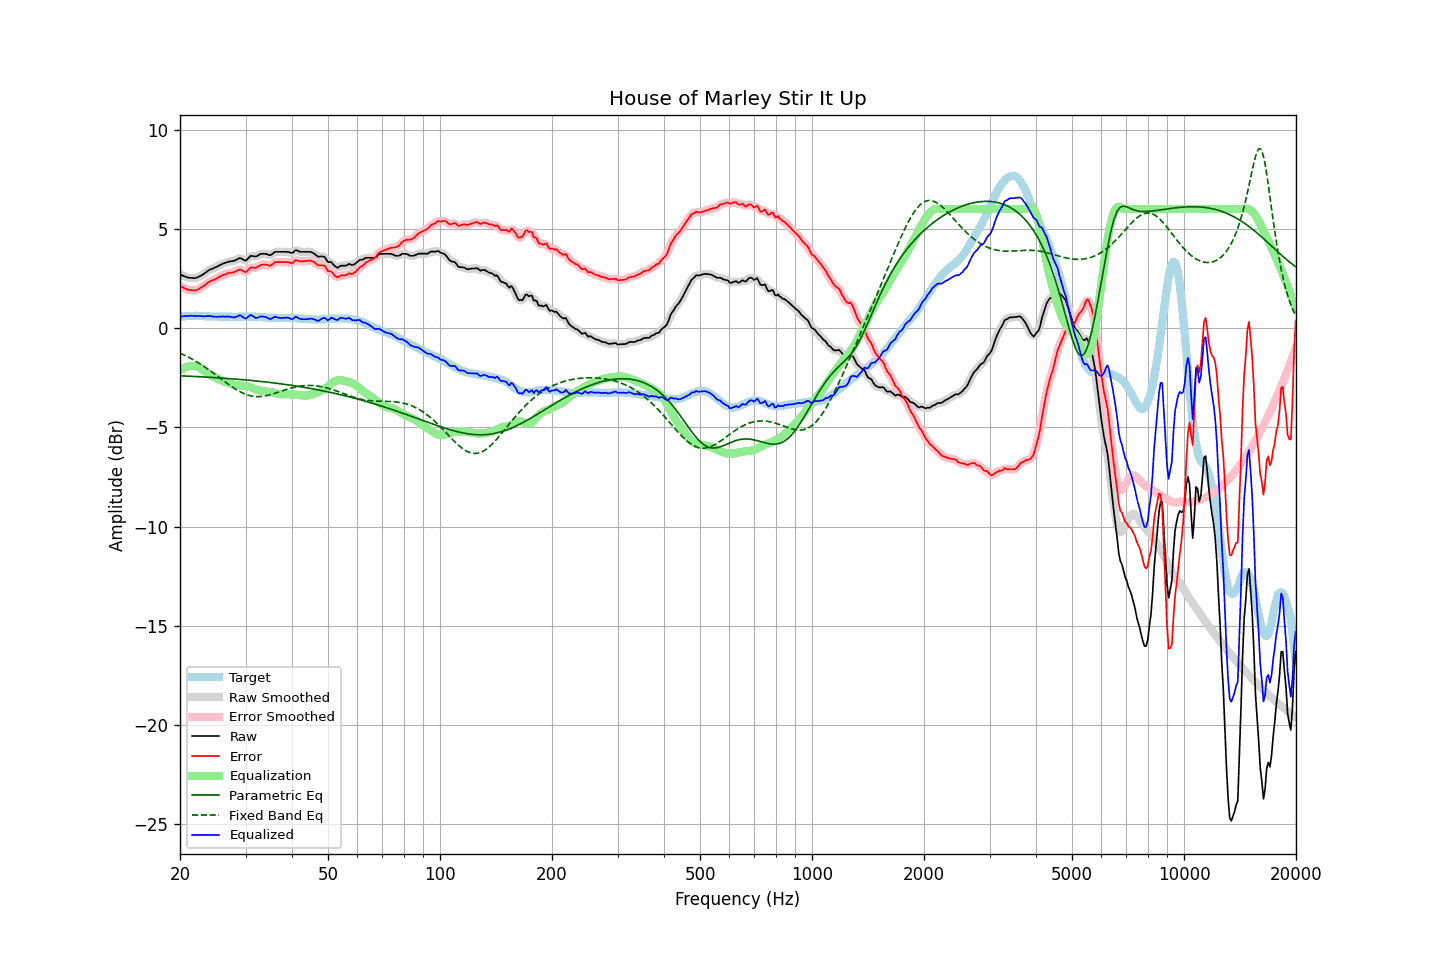 House of Marley Stir It Up
10
5
0
−5
−10
−15
−20
−25
Amplitude (dBr)
Target
Raw Smoothed
Error Smoothed
Raw
Error
Equalization
Parametric Eq
Fixed Band Eq
Equalized
20 50 100 200 500 1000 2000 5000 10000 20000
Frequency (Hz)